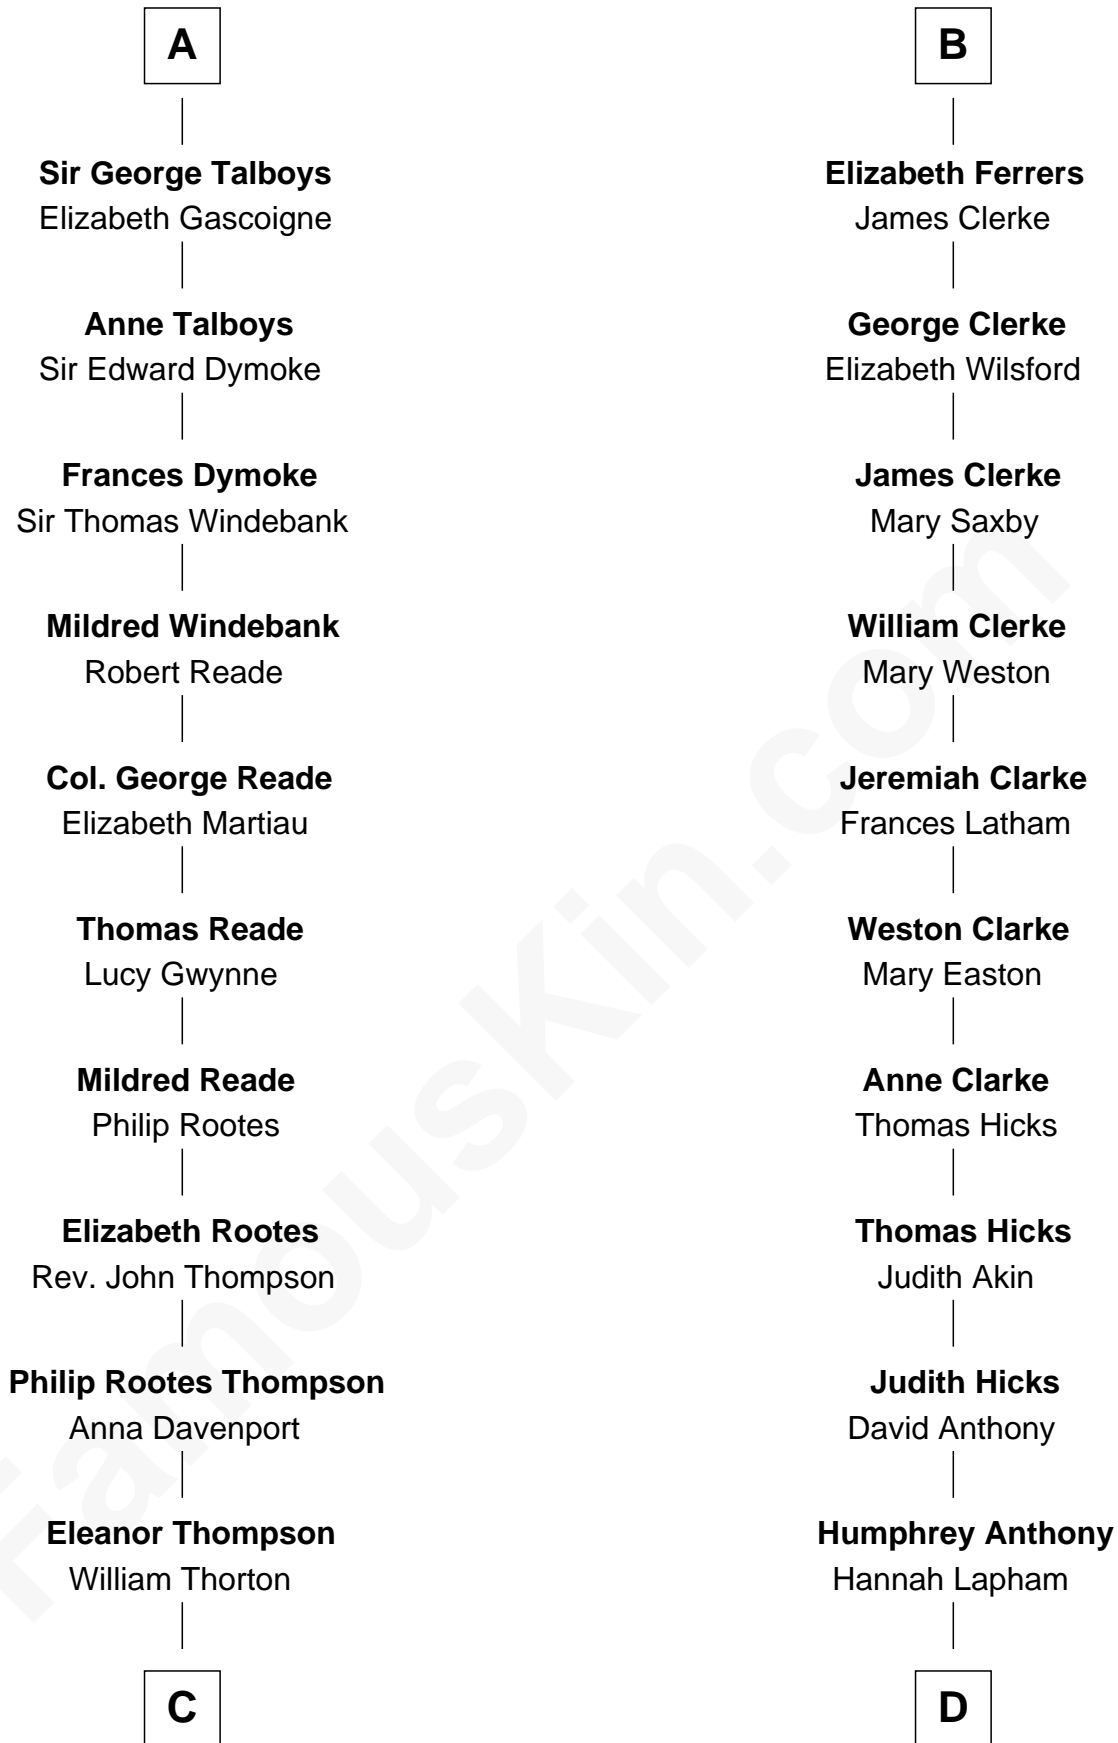 A
Sir George Talboys
Elizabeth Gascoigne
Anne Talboys
Sir Edward Dymoke
Frances Dymoke
Sir Thomas Windebank
Mildred Windebank
Robert Reade
Col. George Reade
Elizabeth Martiau
Thomas Reade
Lucy Gwynne
Mildred Reade
Philip Rootes
Elizabeth Rootes
Rev. John Thompson
Philip Rootes Thompson
Anna Davenport
Eleanor Thompson
William Thorton
C
B
Elizabeth Ferrers
James Clerke
George Clerke
Elizabeth Wilsford
James Clerke
Mary Saxby
William Clerke
Mary Weston
Jeremiah Clarke
Frances Latham
Weston Clarke
Mary Easton
Anne Clarke
Thomas Hicks
Thomas Hicks
Judith Akin
Judith Hicks
David Anthony
Humphrey Anthony
Hannah Lapham
D
FamousKin.com